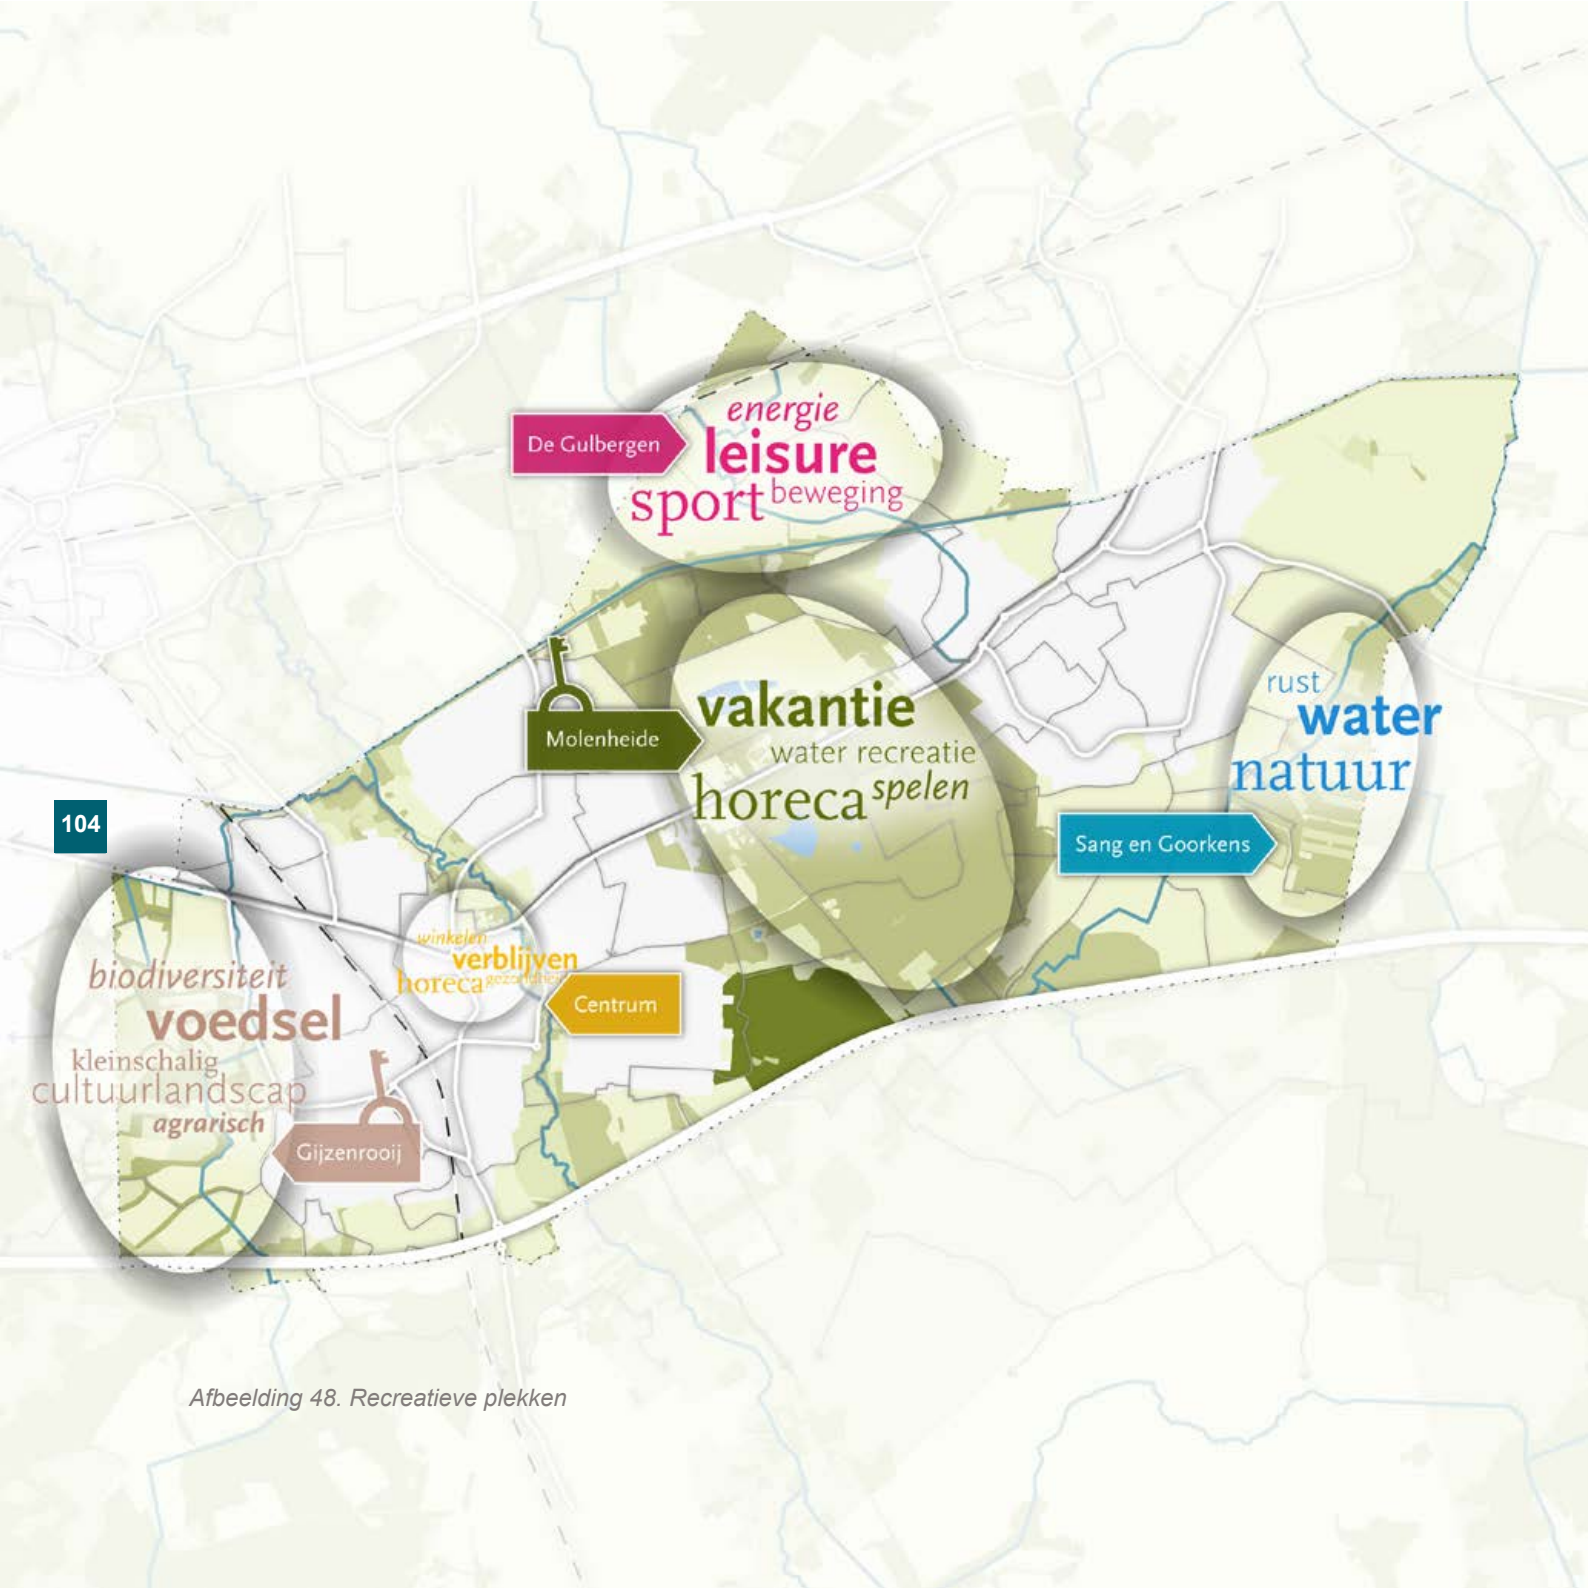 energie
De Gulbergen
leisure
sport beweging
vakantie
Molenheide
water recreatie
horeca spelen
rust
water
natuur
Sang en Goorkens
104
winkelen
verblijven
horeca gezondheid
Centrum
biodiversiteit
voedsel
kleinschalig
cultuurlandscap
agrarisch
Gijzenrooij
Afbeelding 48. Recreatieve plekken